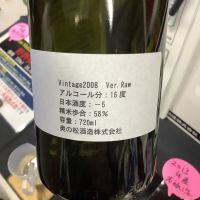 Vintage2008 Ver.Raw
アルコール分：16度
日本酒度：－5
精米歩合：58％
容量：720ml
奥の松酒造株式会社